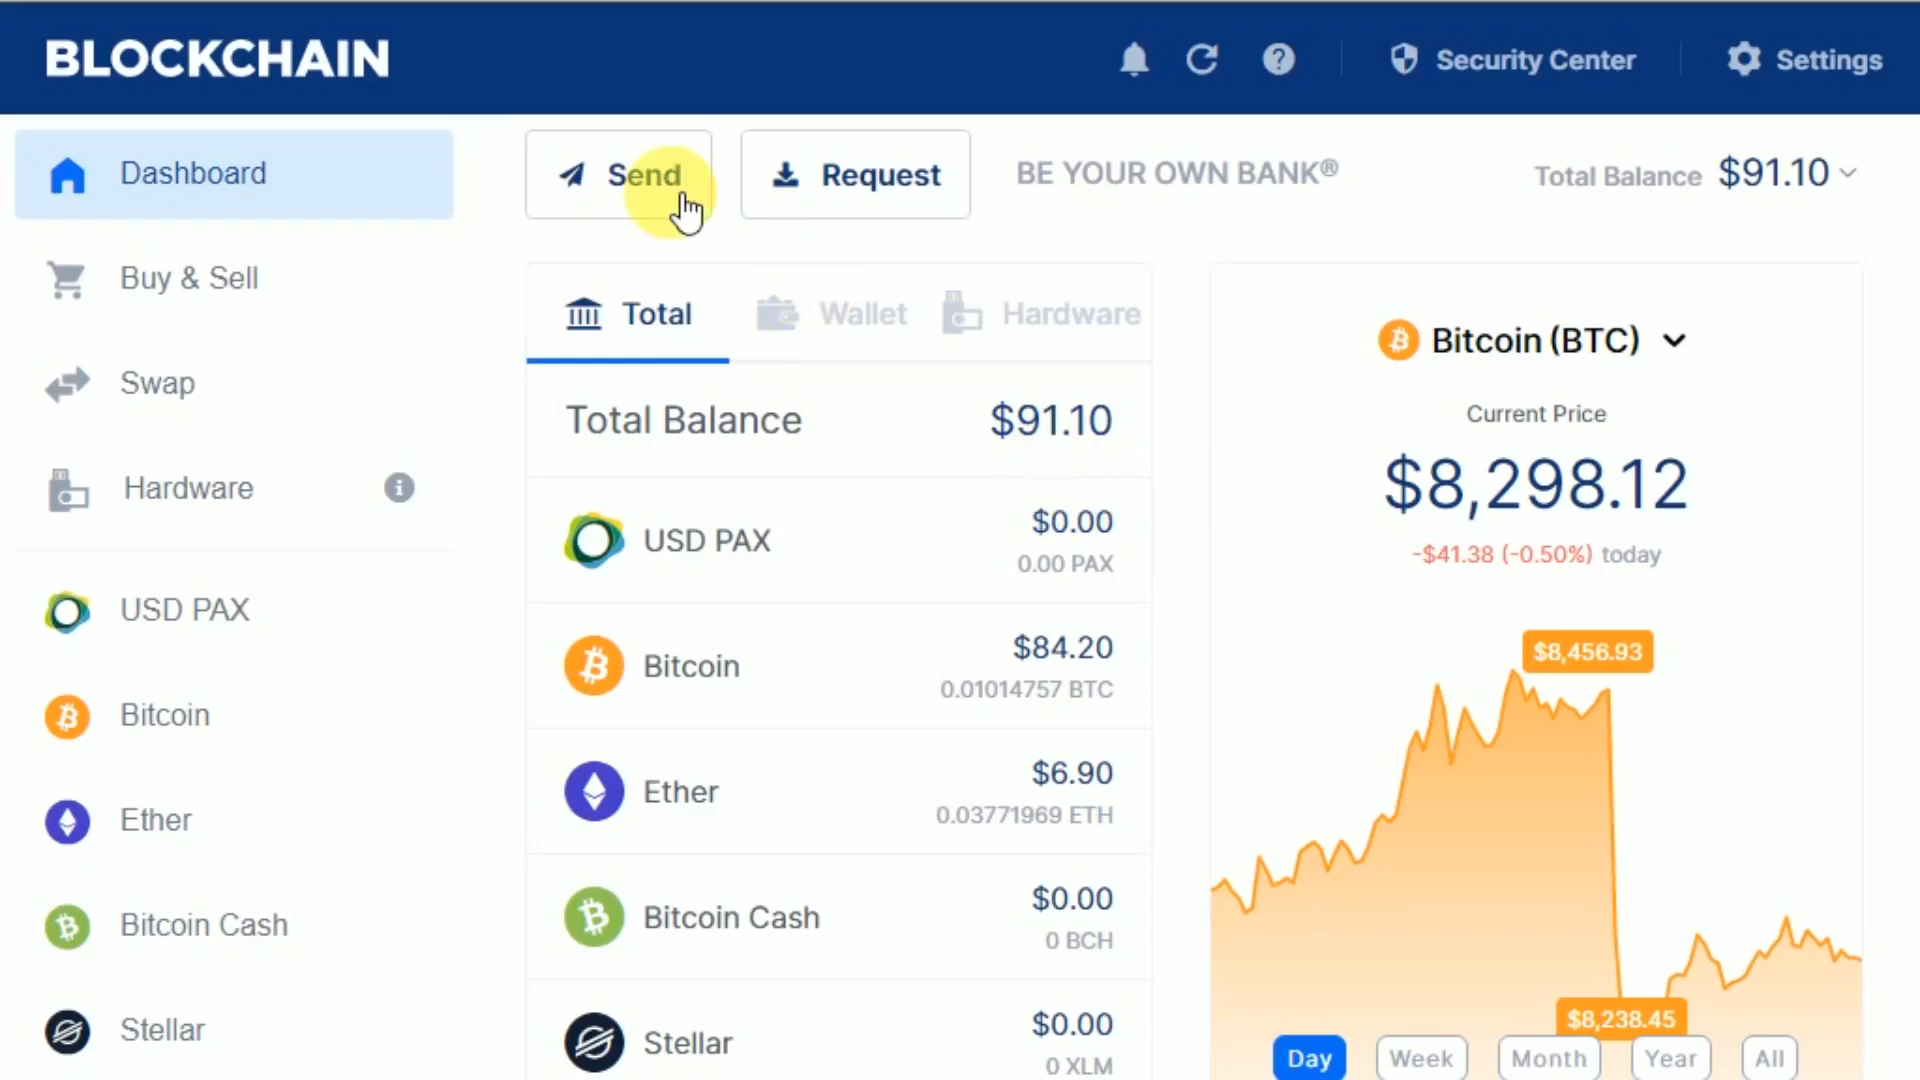 BLOCKCHAIN
Security Center
Settings
Dashboard
Buy & Sell
Swap
Hardware
USD PAX
Bitcoin
Ether
Bitcoin Cash
Stellar
Send
Request
BE YOUR OWN BANK®
Total Balance $91.10
Total
Wallet
Hardware
Total Balance $91.10
USD PAX
$0.00
0.00 PAX
Bitcoin
$84.20
0.01014757 BTC
Ether
$6.90
0.03771969 ETH
Bitcoin Cash
$0.00
0 BCH
Stellar
$0.00
0 XLM
Bitcoin (BTC)
Current Price
$8,298.12
-$41.38 (-0.50%) today
$8,456.93
$8,238.45
Day
Week
Month
Year
All